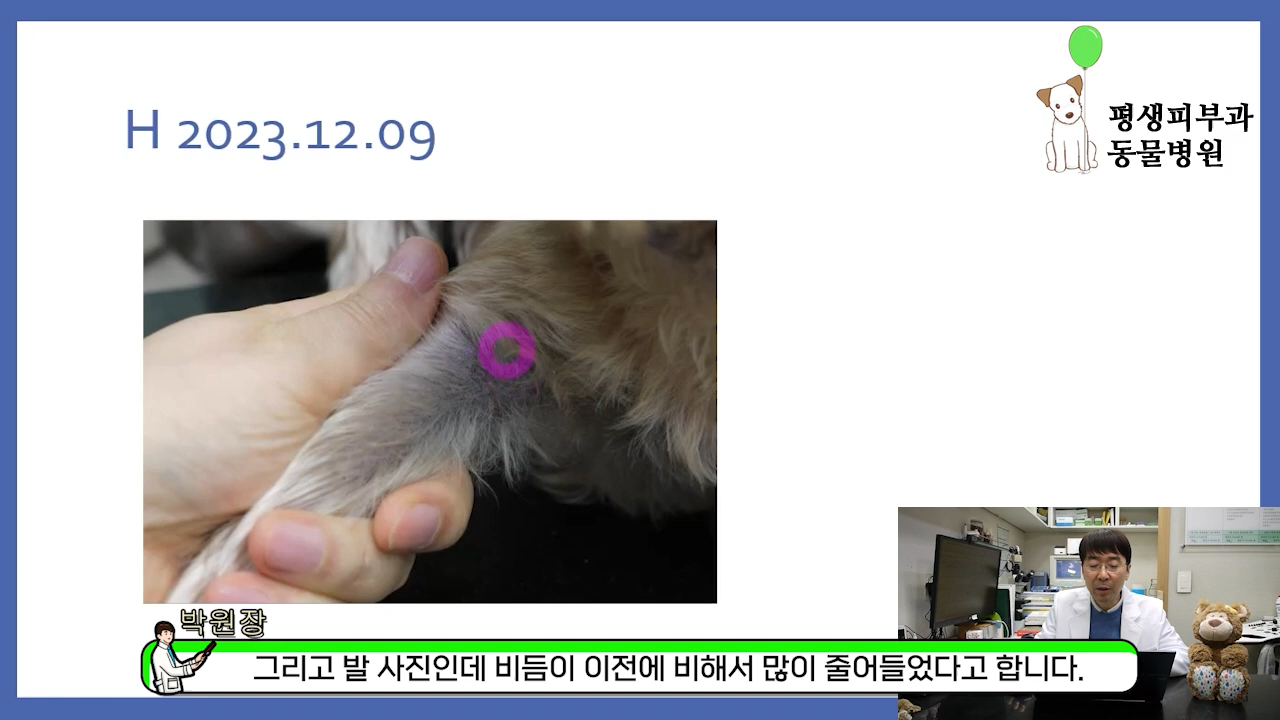 H 2023.12.09
평생피부과
동물병원
박원장
그리고 발 사진인데 비듬이 이전에 비해서 많이 줄어들었다고 합니다.